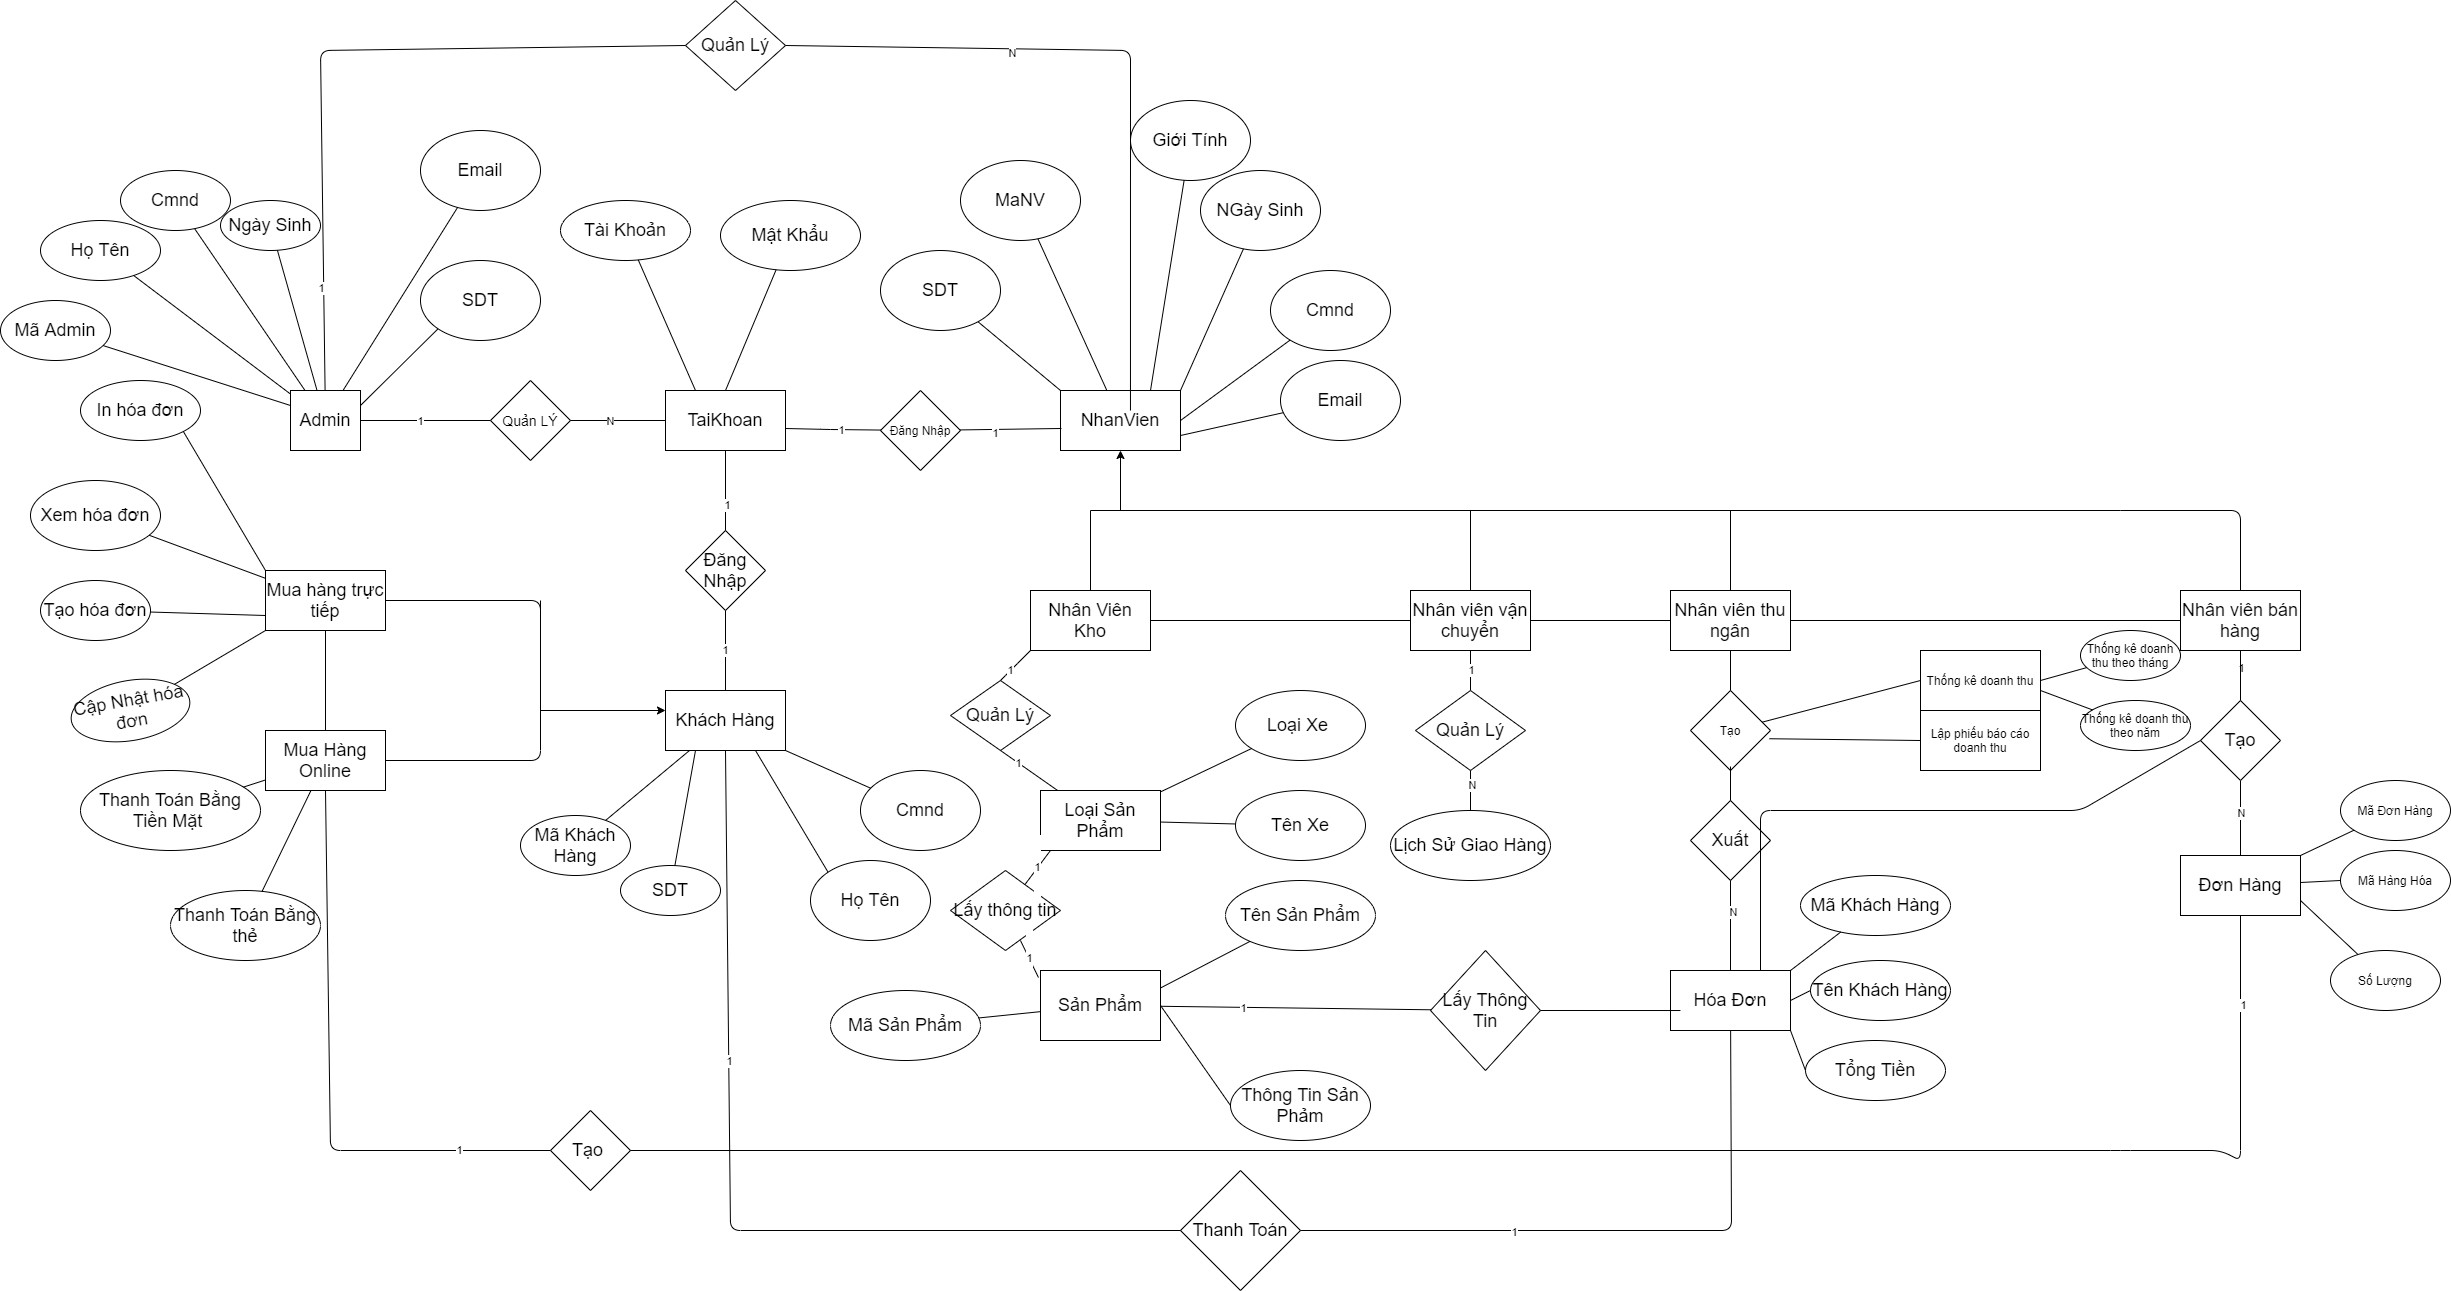 Quản Lý
N
Giới Tính
Email
Cmnd
MaNV
Ngày Sinh
NGày Sinh
Tài Khoản
Mật Khẩu
Họ Tên
1
SDT
SDT
Cmnd
Mã Admin
Email
In hóa đơn
Admin
1
Quản LÝ
N
TaiKhoan
1
Đăng Nhập
1
NhanVien
1
Xem hóa đơn
Đăng
Nhập
Mua hàng trực
tiếp
Tạo hóa đơn
Nhân Viên
Kho
Nhân viên vận
chuyển
Nhân viên thu
ngân
Nhân viên bán
hàng
1
1
1
1
Thống kê doanh
thu theo tháng
Thống kê doanh thu
Cập Nhật hóa
đơn
Khách Hàng
Quản Lý
Loại Xe
Quản Lý
Tạo
Thống kê doanh thu
theo năm
Lập phiếu báo cáo
doanh thu
Tạo
Mua Hàng
Online
1
N
Thanh Toán Bằng
Tiền Mặt
Cmnd
Loại Sản
Phẩm
Tên Xe
N
Mã Đơn Hàng
Mã Khách
Hàng
Lịch Sử Giao Hàng
Xuất
1
SDT
Họ Tên
Lấy thông tin
Tên Sản Phẩm
N
Mã Khách Hàng
Đơn Hàng
Mã Hàng Hóa
Thanh Toán Bằng
thẻ
1
Số Lượng
Mã Sản Phẩm
Sản Phẩm
1
Lấy Thông
Tin
Hóa Đơn
Tên Khách Hàng
1
1
Tổng Tiền
Thông Tin Sản
Phảm
1
Tạo
Thanh Toán
1